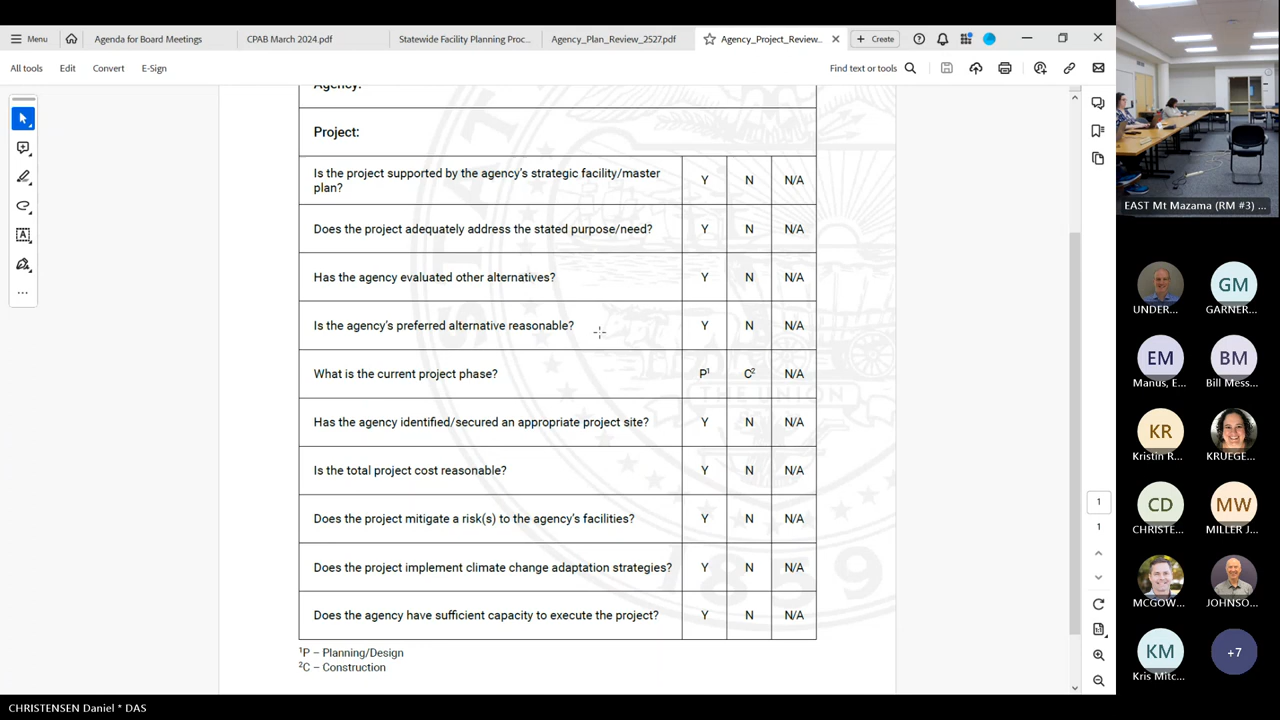 Menu
Agenda for Board Meetings
CPAB March 2024.pdf
Statewide Facility Planning Proc...
Agency_Plan_Review_2527.pdf
Agency_Project_Review...
Create
All tools
Edit
Convert
E-Sign
Find text or tools
Agency:
Project:
Is the project supported by the agency's strategic facility/master
plan?
Y N N/A
Does the project adequately address the stated purpose/need? Y N N/A
Has the agency evaluated other alternatives? Y N N/A
Is the agency's preferred alternative reasonable? Y N N/A
What is the current project phase? P¹ C² N/A
Has the agency identified/secured an appropriate project site? Y N N/A
Is the total project cost reasonable? Y N N/A
Does the project mitigate a risk(s) to the agency's facilities? Y N N/A
Does the project implement climate change adaptation strategies? Y N N/A
Does the agency have sufficient capacity to execute the project? Y N N/A
¹P – Planning/Design
²C – Construction
THE UNION
1859
1
1
EAST Mt Mazama (RM #3) ...
UNDER...
GM
GARNER...
EM
Manus, E...
BM
Bill Mess...
KR
Kristin R...
KRUEGE...
CD
CHRISTE...
MW
MILLER J...
MCGOW...
JOHNSO...
KM
Kris Mitc...
+7
CHRISTENSEN Daniel * DAS